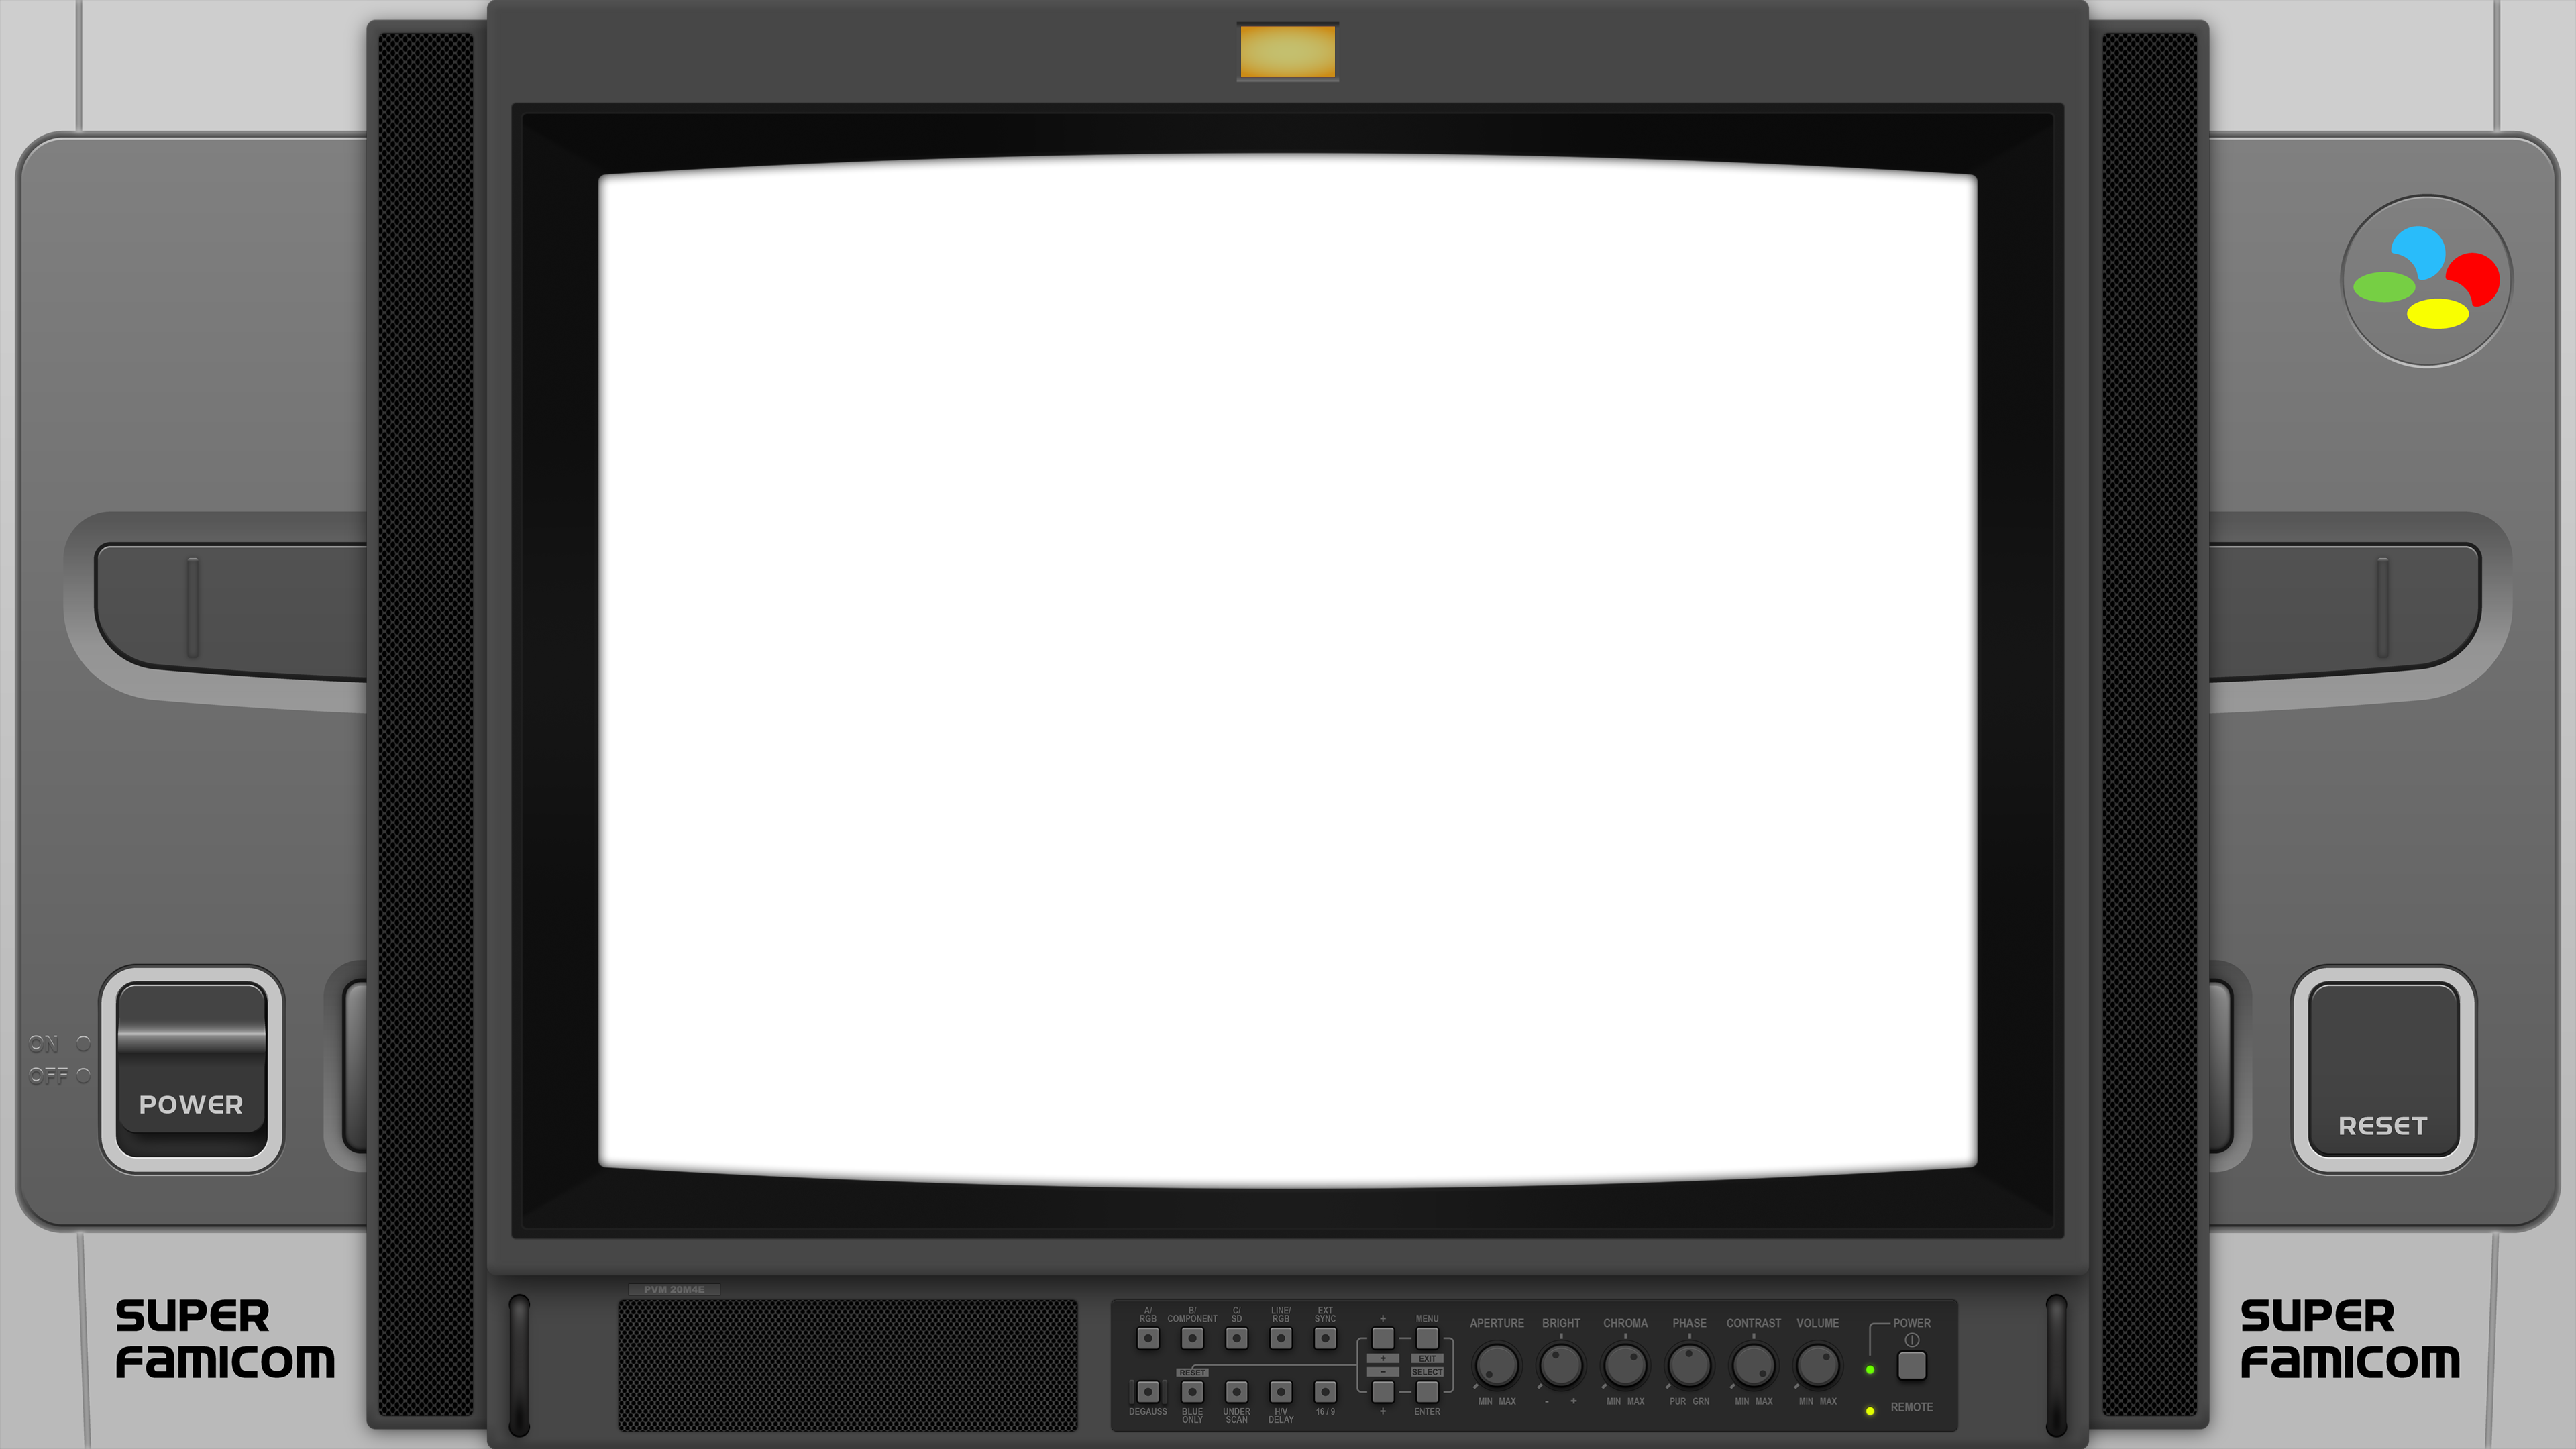 ON
OFF
POWER
RESET
SUPER
FAMICOM
SUPER
FAMICOM
PVM 20M4E
A/
RGB
B/
COMPONENT
C/
SD
LINE/
RGB
EXT
SYNC
+
MENU
+
EXIT
RESET
−
SELECT
DEGAUSS
BLUE
ONLY
UNDER
SCAN
H/V
DELAY
16 / 9
+
ENTER
APERTURE
BRIGHT
CHROMA
PHASE
CONTRAST
VOLUME
MIN MAX
- +
MIN MAX
PUR GRN
MIN MAX
MIN MAX
POWER
REMOTE